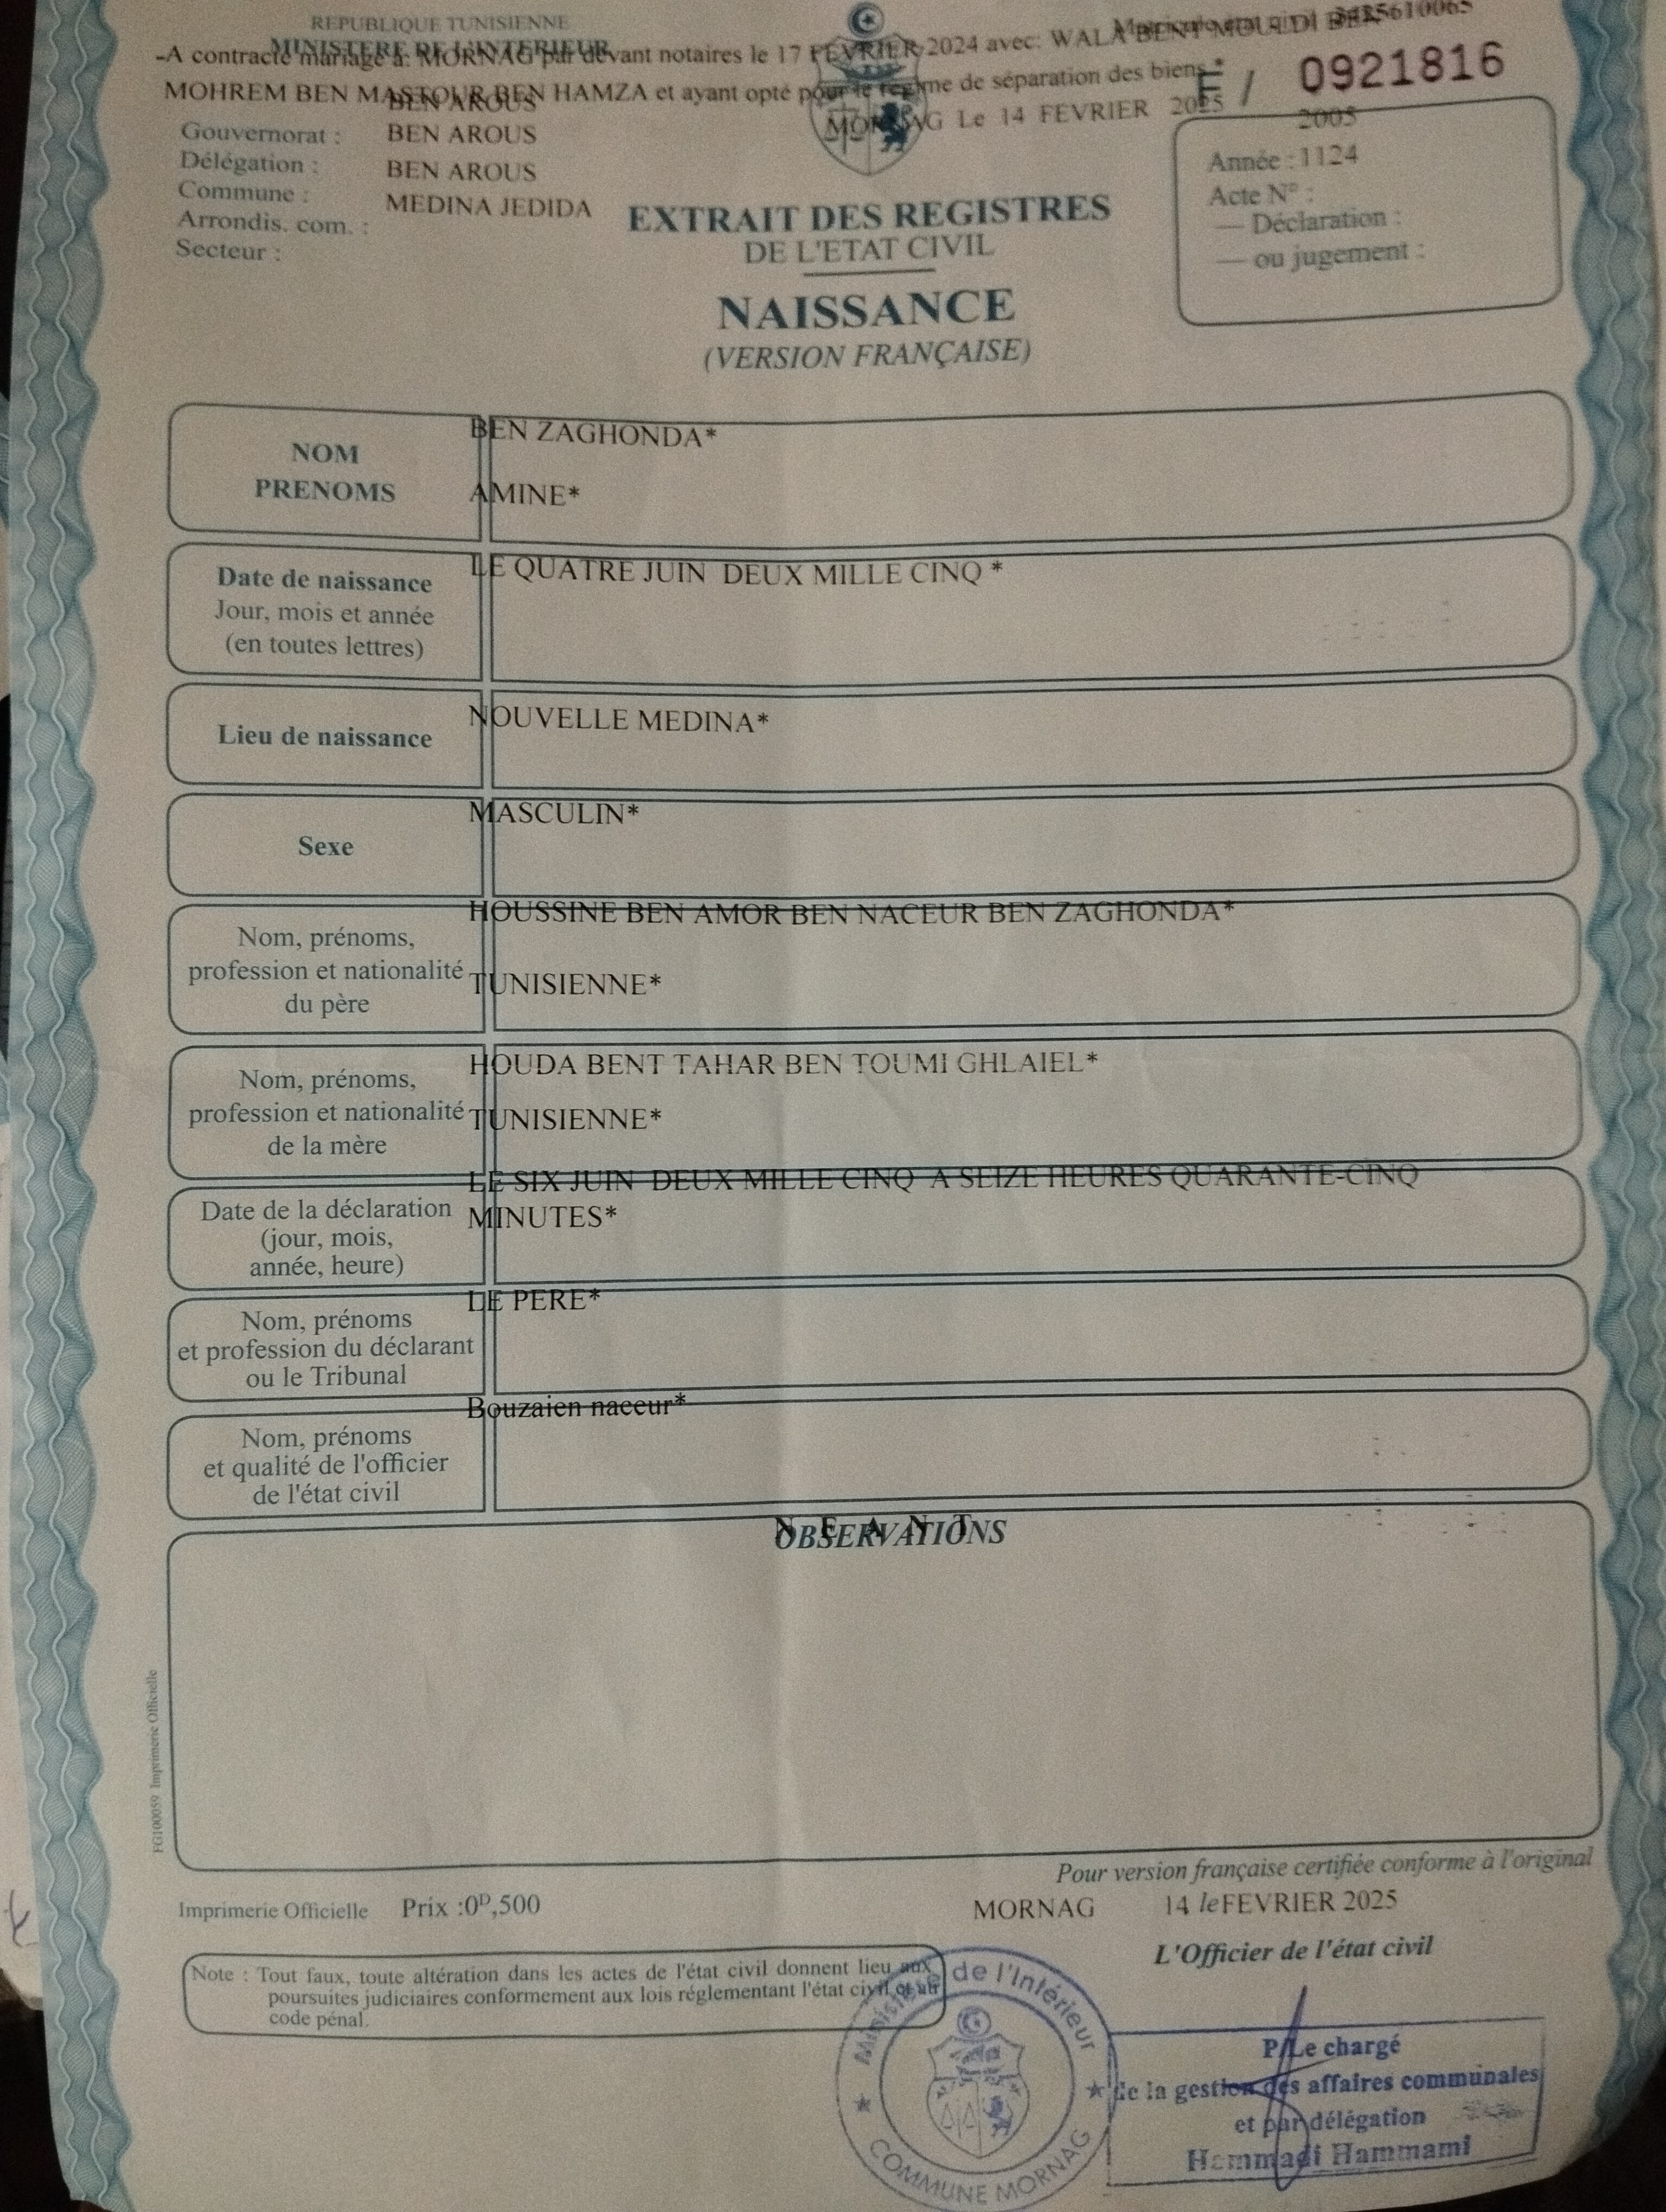 REPUBLIQUE TUNISIENNE
MINISTERE DE L'INTERIEUR
Matricule état civil
-A contracté mariage à: MORNAG par devant notaires le 17 FEVRIER 2024 avec: WALA BENT MOULDI BEN
MOHREM BEN MASTOUR BEN HAMZA et ayant opté pour le régime de séparation des biens.*
E / 0921816
MORNAG Le 14 FEVRIER 2025
BEN AROUS
Gouvernorat : BEN AROUS
Délégation : BEN AROUS
Commune : MEDINA JEDIDA
Arrondis. com. :
Secteur :
2005
Année : 1124
Acte N° :
— Déclaration :
— ou jugement :
EXTRAIT DES REGISTRES
DE L'ETAT CIVIL
NAISSANCE
(VERSION FRANÇAISE)
NOM BEN ZAGHONDA*
PRENOMS AMINE*
Date de naissance LE QUATRE JUIN DEUX MILLE CINQ *
Jour, mois et année
(en toutes lettres)
Lieu de naissance NOUVELLE MEDINA*
Sexe MASCULIN*
HOUSSINE BEN AMOR BEN NACEUR BEN ZAGHONDA*
Nom, prénoms,
profession et nationalité TUNISIENNE*
du père
HOUDA BENT TAHAR BEN TOUMI GHLAIEL*
Nom, prénoms,
profession et nationalité TUNISIENNE*
de la mère
LE SIX JUIN DEUX MILLE CINQ A SEIZE HEURES QUARANTE-CINQ
Date de la déclaration MINUTES*
(jour, mois,
année, heure)
LE PERE*
Nom, prénoms
et profession du déclarant
ou le Tribunal
Bouzaien naceur*
Nom, prénoms
et qualité de l'officier
de l'état civil
N E A N T
OBSERVATIONS
FG100059 Imprimerie Officielle
Pour version française certifiée conforme à l'original
Imprimerie Officielle Prix :0ᴰ,500
MORNAG 14 le FEVRIER 2025
L'Officier de l'état civil
Note : Tout faux, toute altération dans les actes de l'état civil donnent lieu aux
poursuites judiciaires conformement aux lois réglementant l'état civil et au
code pénal.
Ministère de l'Intérieur
COMMUNE MORNAG
P/Le chargé
de la gestion des affaires communales
et par délégation
Hammadi Hammami